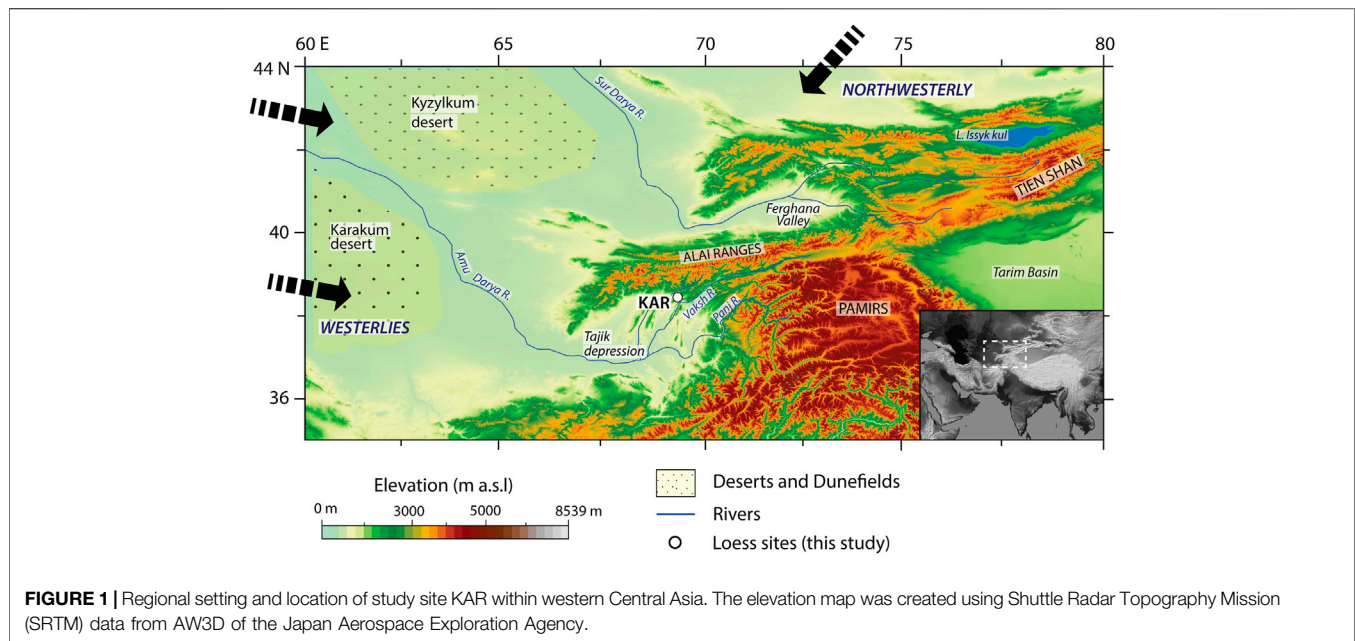 60 E 65 70 75 80
44 N
NORTHWESTERLY
Kyzylkum
desert
Sur Darya R.
L. Issyk kul
TIEN SHAN
Ferghana
Valley
40
Karakum
desert
ALAI RANGES
Amu Darya R.
Tarim Basin
KAR
Vaksh R.
Panj R.
PAMIRS
WESTERLIES
Tajik
depression
36
Elevation (m a.s.l)
0 m 3000 5000 8539 m
Deserts and Dunefields
Rivers
Loess sites (this study)
FIGURE 1 | Regional setting and location of study site KAR within western Central Asia. The elevation map was created using Shuttle Radar Topography Mission
(SRTM) data from AW3D of the Japan Aerospace Exploration Agency.